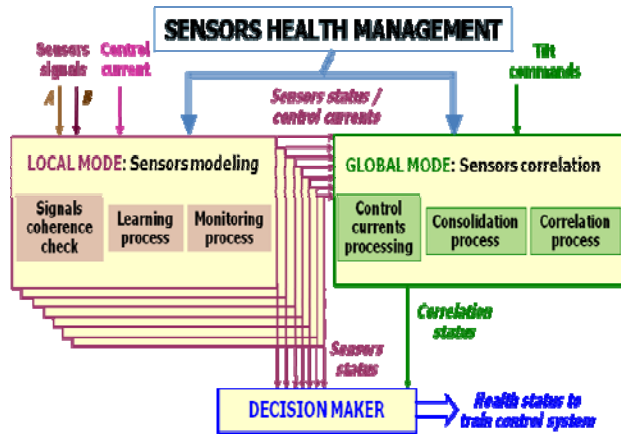 SENSORS HEALTH MANAGEMENT
Sensors
signals
Control
current
A
B
Tilt
commands
Sensors status /
control currents
LOCAL MODE: Sensors modeling
Signals
coherence
check
Learning
process
Monitoring
process
GLOBAL MODE: Sensors correlation
Control
currents
processing
Consolidation
process
Correlation
process
Correlation
status
Sensors
status
DECISION MAKER
Health status to
train control system